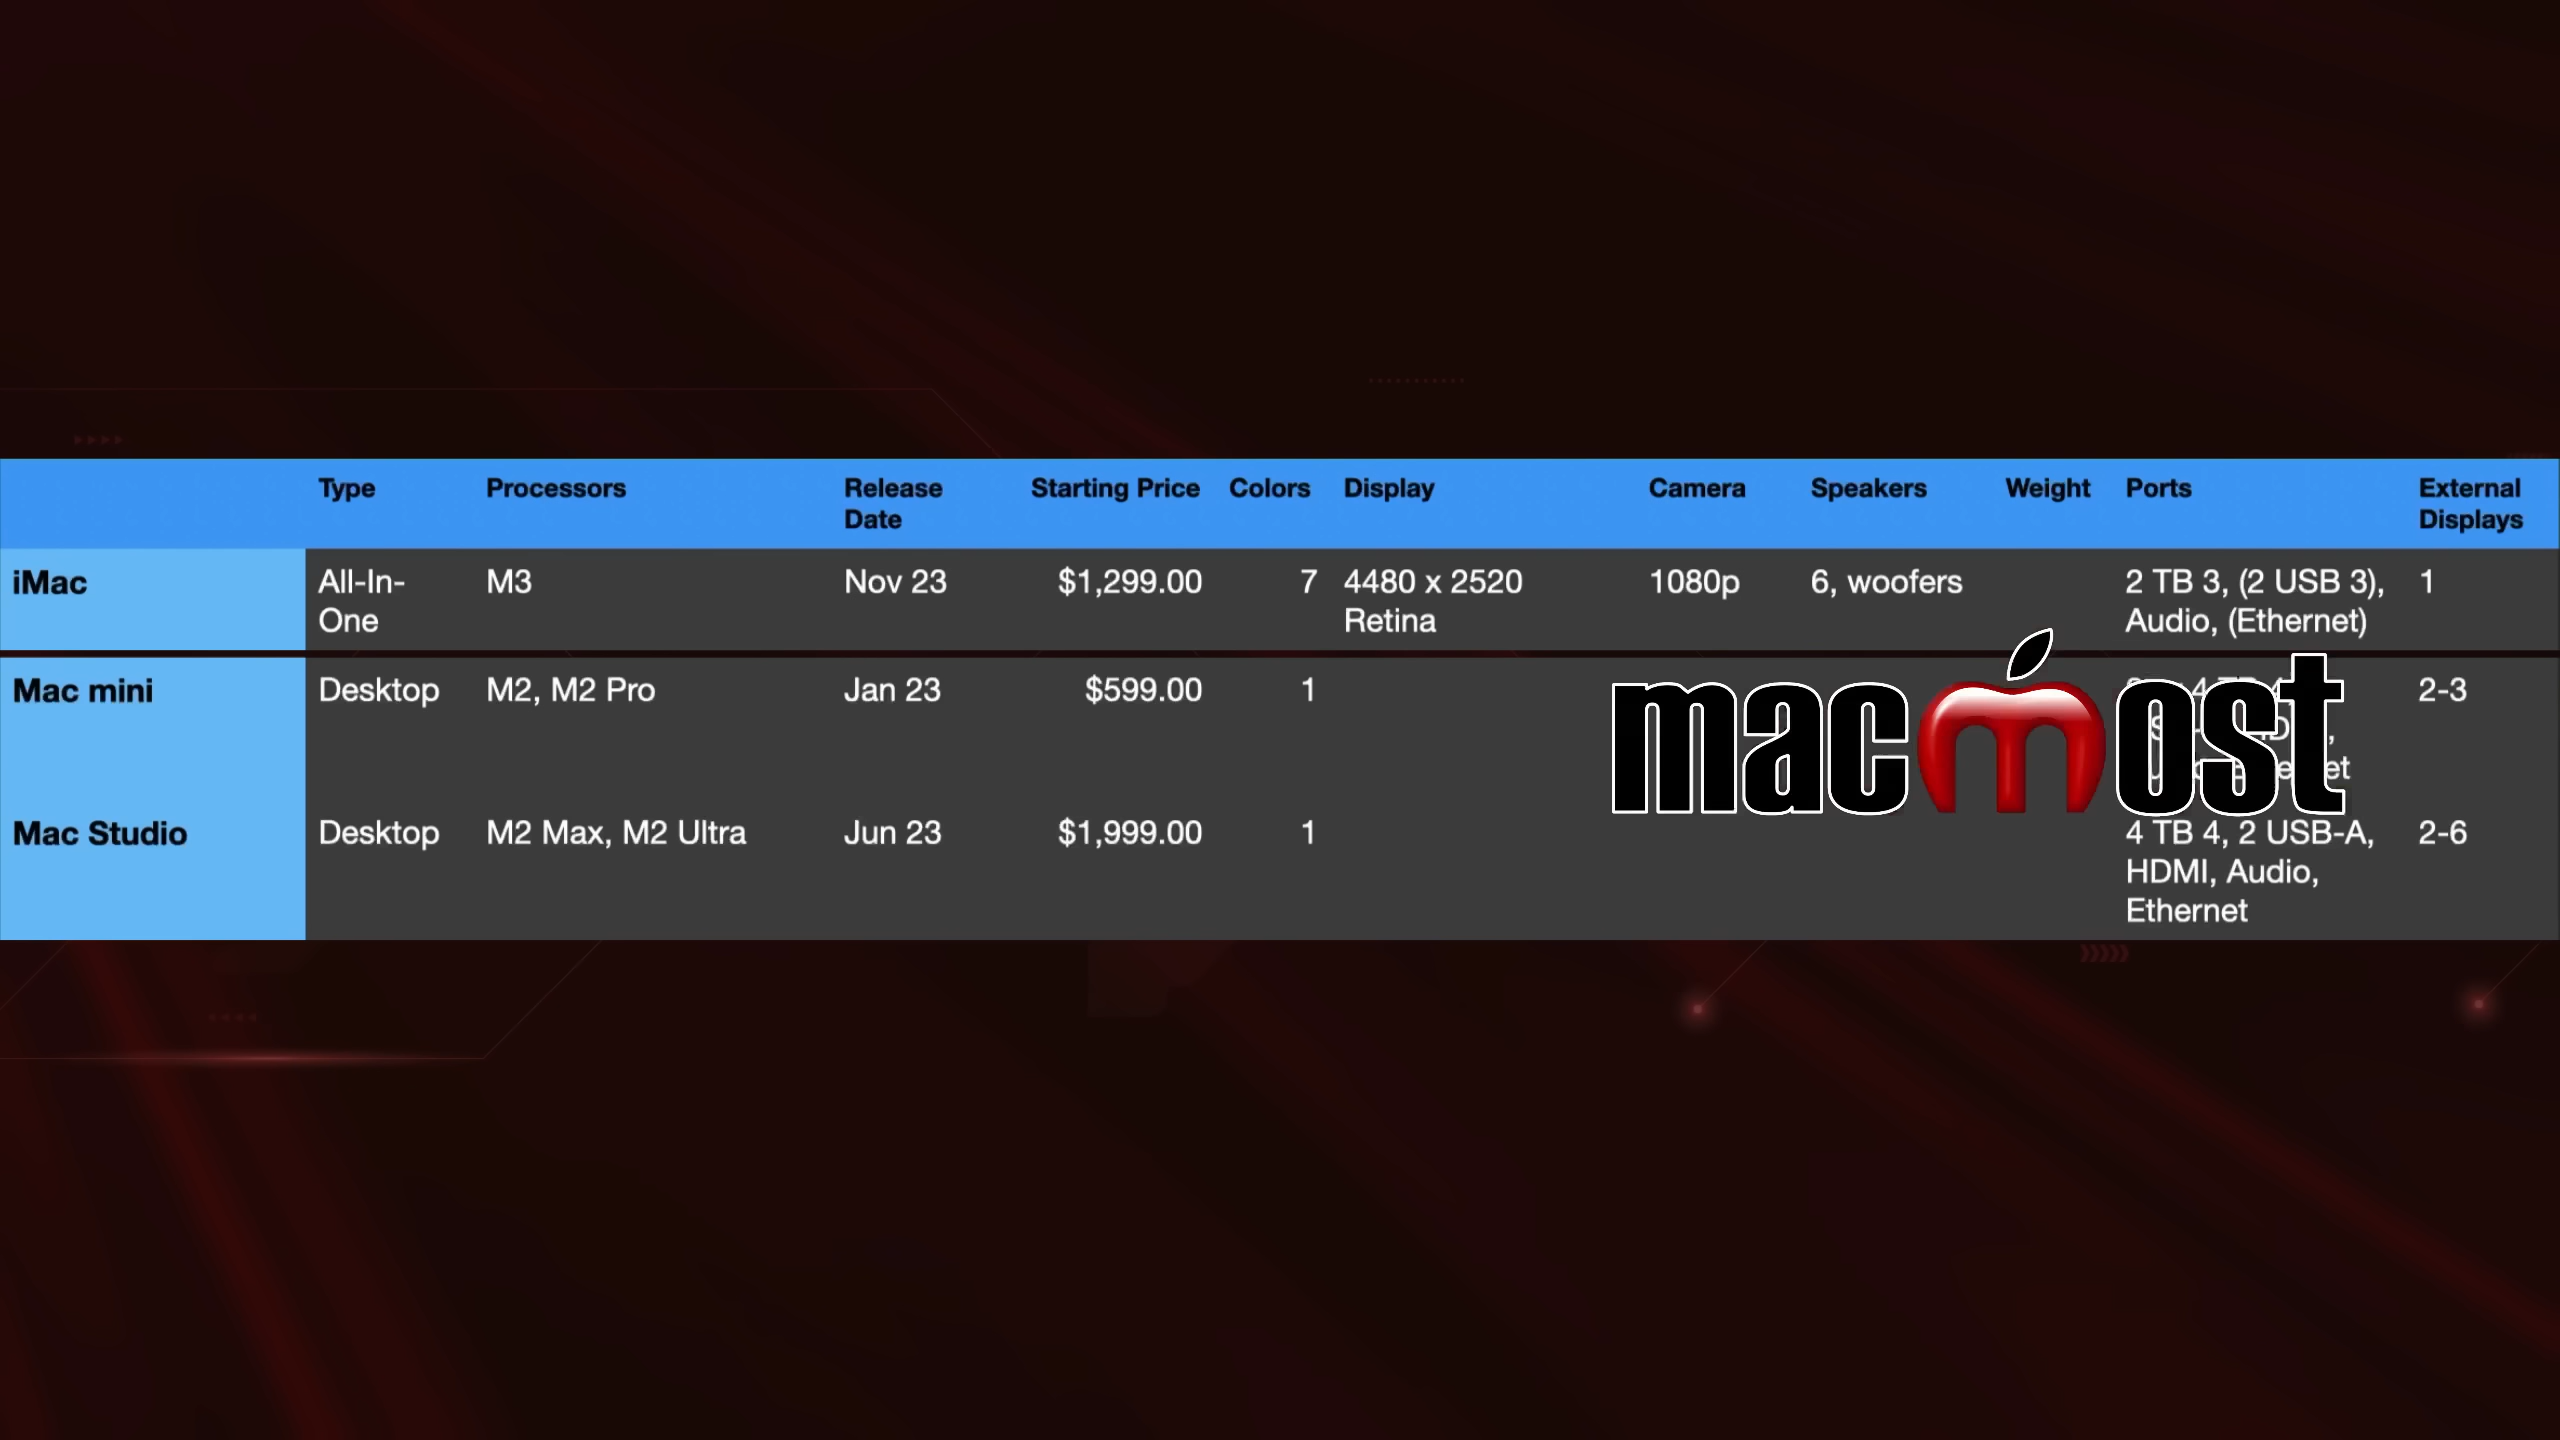 Type Processors Release Date Starting Price Colors Display Camera Speakers Weight Ports External Displays
iMac All-In-One M3 Nov 23 $1,299.00 7 4480 x 2520 Retina 1080p 6, woofers 2 TB 3, (2 USB 3), Audio, (Ethernet) 1
Mac mini Desktop M2, M2 Pro Jan 23 $599.00 1 2-3
macmost
Mac Studio Desktop M2 Max, M2 Ultra Jun 23 $1,999.00 1 4 TB 4, 2 USB-A, HDMI, Audio, Ethernet 2-6